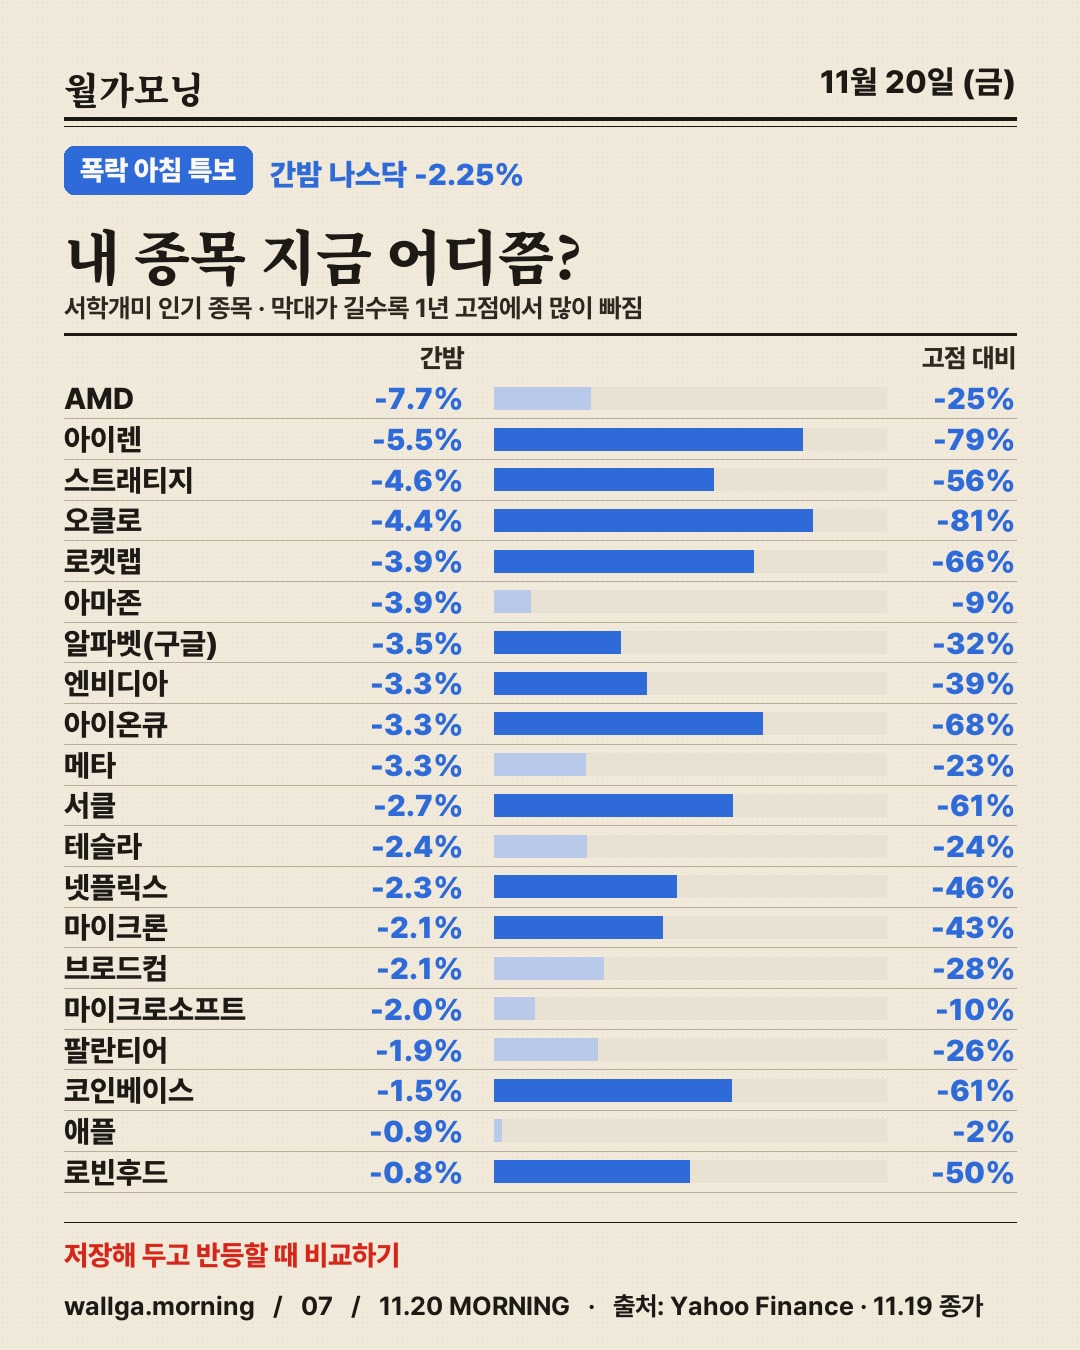 월가모닝
11월 20일 (금)
폭락 아침 특보 간밤 나스닥 -2.25%
내 종목 지금 어디쯤?
서학개미 인기 종목 · 막대가 길수록 1년 고점에서 많이 빠짐
간밤 고점 대비
AMD -7.7% -25%
아이렌 -5.5% -79%
스트래티지 -4.6% -56%
오클로 -4.4% -81%
로켓랩 -3.9% -66%
아마존 -3.9% -9%
알파벳(구글) -3.5% -32%
엔비디아 -3.3% -39%
아이온큐 -3.3% -68%
메타 -3.3% -23%
서클 -2.7% -61%
테슬라 -2.4% -24%
넷플릭스 -2.3% -46%
마이크론 -2.1% -43%
브로드컴 -2.1% -28%
마이크로소프트 -2.0% -10%
팔란티어 -1.9% -26%
코인베이스 -1.5% -61%
애플 -0.9% -2%
로빈후드 -0.8% -50%
저장해 두고 반등할 때 비교하기
wallga.morning / 07 / 11.20 MORNING · 출처: Yahoo Finance · 11.19 종가